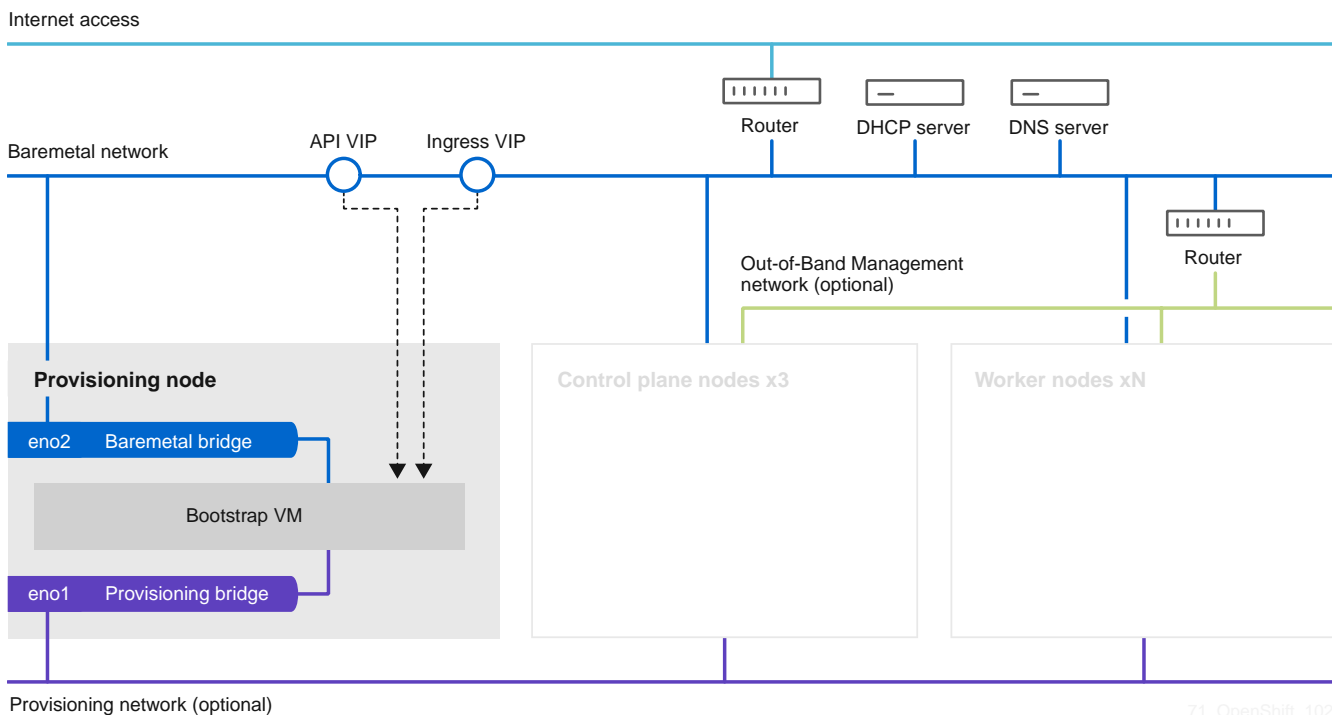 Internet access
Router
DHCP server
DNS server
Baremetal network
API VIP
Ingress VIP
Router
Out-of-Band Management
network (optional)
Provisioning node
Control plane nodes x3
Worker nodes xN
eno2
Baremetal bridge
Bootstrap VM
eno1
Provisioning bridge
Provisioning network (optional)
71_OpenShift_102